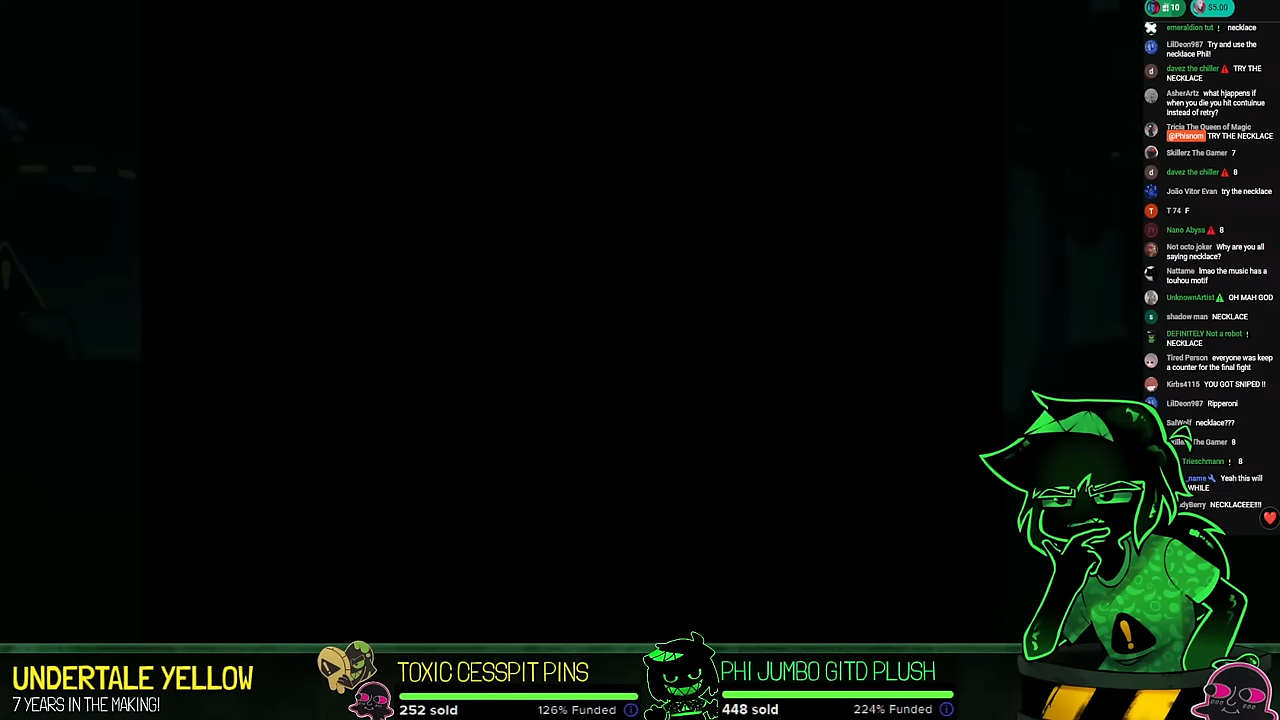 10 $5.00
emeraldion tut ! necklace
LilDeon987 Try and use the
necklace Phil!
davez the chiller TRY THE
NECKLACE
AsherArtz what hjappens if
when you die you hit contuinue
instead of retry?
Tricia The Queen of Magic
@Phisnom TRY THE NECKLACE
Skillerz The Gamer 7
d davez the chiller 8
João Vitor Evan try the necklace
T T 74 F
Nano Abyss 8
Not octo joker Why are you all
saying necklace?
Nattame lmao the music has a
touhou motif
UnknownArtist OH MAH GOD
s shadow man NECKLACE
DEFINITELY Not a robot !
NECKLACE
Tired Person everyone was keep
a counter for the final fight
Kirbs4115 YOU GOT SNIPED !!
LilDeon987 Ripperoni
SalWolf necklace???
The Gamer 8
Trieschmann ! 8
_name Yeah this will
WHILE
dyBerry NECKLACEEE!!!!
UNDERTALE YELLOW
7 YEARS IN THE MAKING!
TOXIC CESSPIT PINS
252 sold 126% Funded
PHI JUMBO GITD PLUSH
448 sold 224% Funded